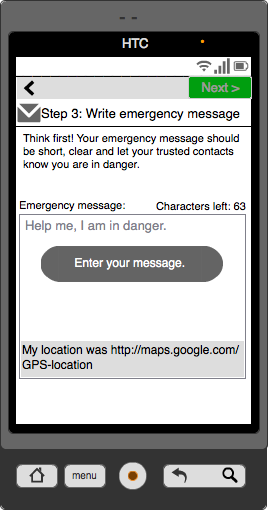 HTC
Next >
Step 3: Write emergency message
Think first! Your emergency message should
be short, clear and let your trusted contacts
know you are in danger.
Emergency message:
Characters left: 63
Help me, I am in danger.
Enter your message.
My location was http://maps.google.com/
GPS-location
menu